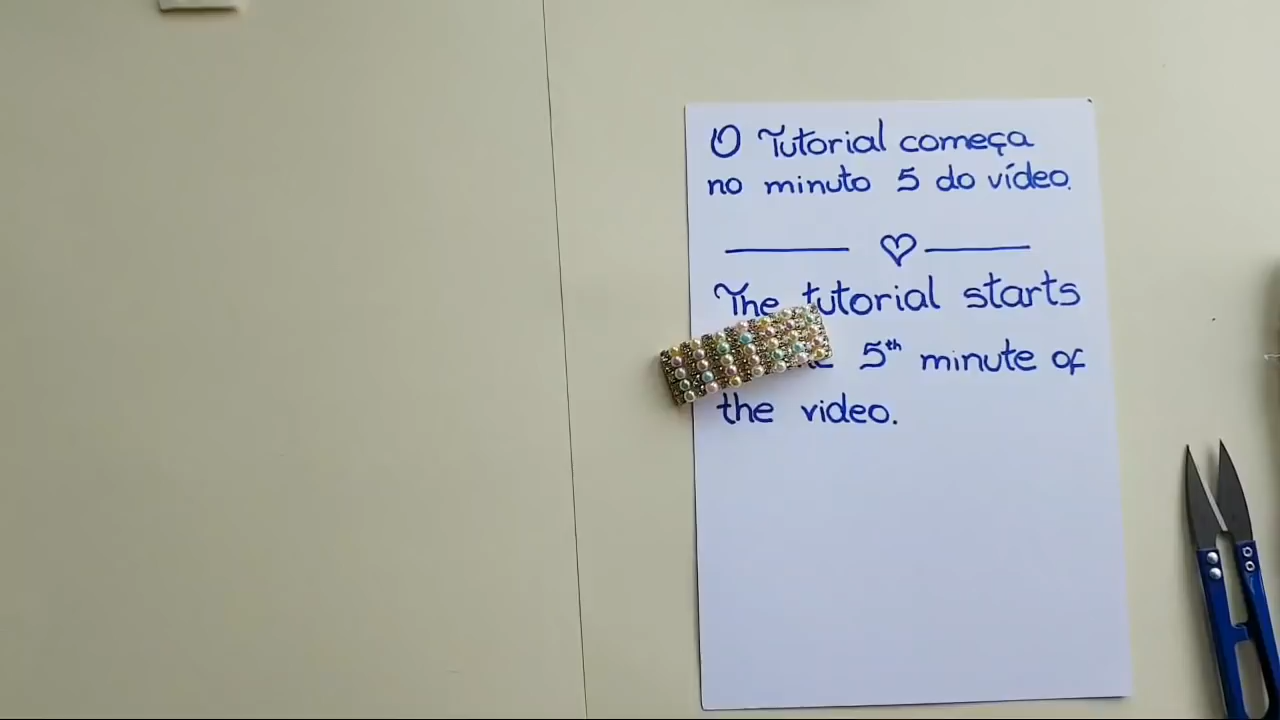 O Tutorial começa
no minuto 5 do vídeo.
The tutorial starts
5th minute of
the video.